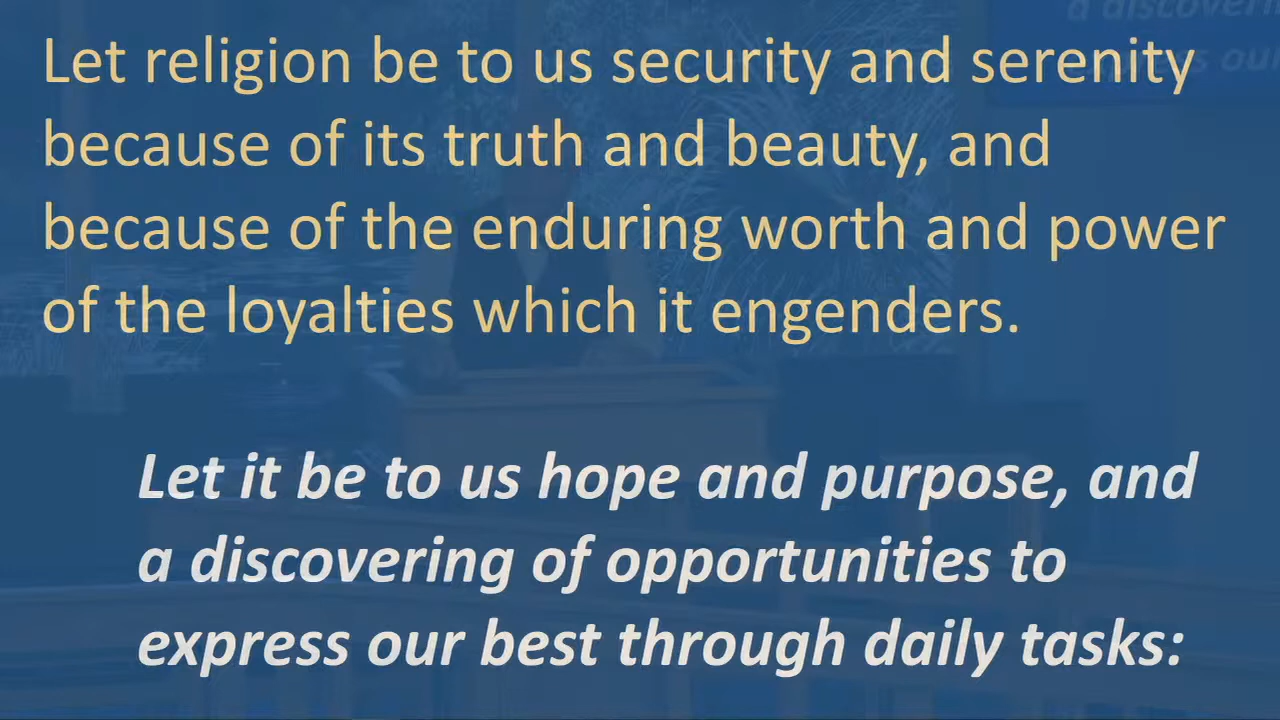 Let religion be to us security and serenity
because of its truth and beauty, and
because of the enduring worth and power
of the loyalties which it engenders.
Let it be to us hope and purpose, and
a discovering of opportunities to
express our best through daily tasks: